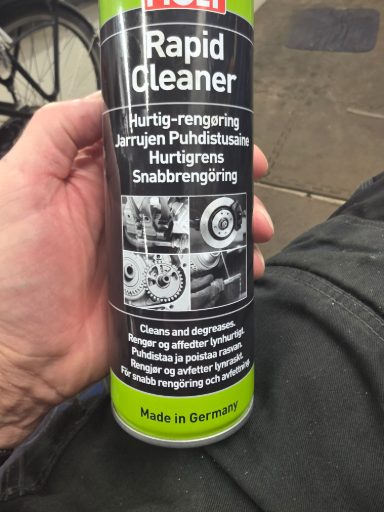 MOLY
Rapid
Cleaner
Hurtig-rengøring
Jarrujen Puhdistusaine
Hurtigrens
Snabbrengöring
Cleans and degreases.
Rengør og affedter lynhurtigt.
Puhdistaa ja poistaa rasvan.
Rengjør og avfetter lynraskt.
För snabb rengöring och avfettning.
Made in Germany